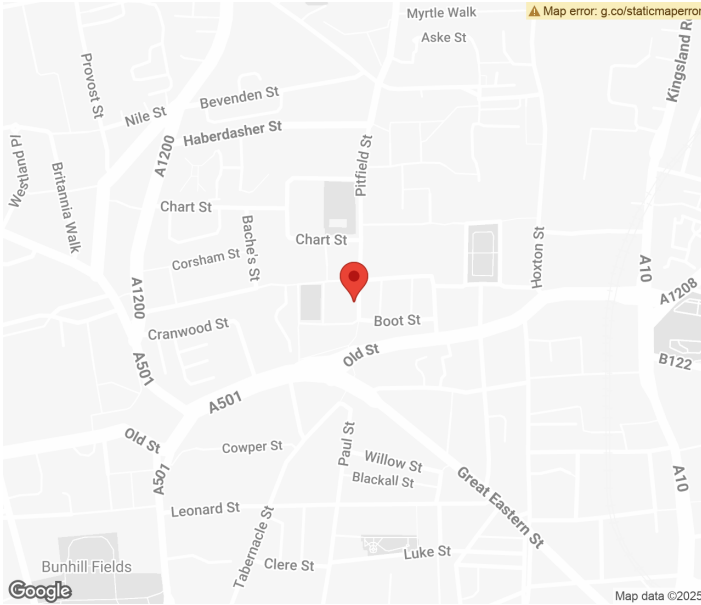 Myrtle Walk
Map error: g.co/staticmaperror
Aske St
Kingsland Ro
Provost St
Bevenden St
Nile St
Haberdasher St
A1200
Pitfield St
Westland Pl
Britannia Walk
Chart St
Bache's St
Chart St
Hoxton St
Corsham St
A10
A1208
A1200
Cranwood St
Boot St
Old St
B122
A501
A501
Old St
Cowper St
Paul St
Willow St
A501
Blackall St
Great Eastern St
A10
Leonard St
Tabernacle St
Luke St
Bunhill Fields
Clere St
Google
Map data ©2025